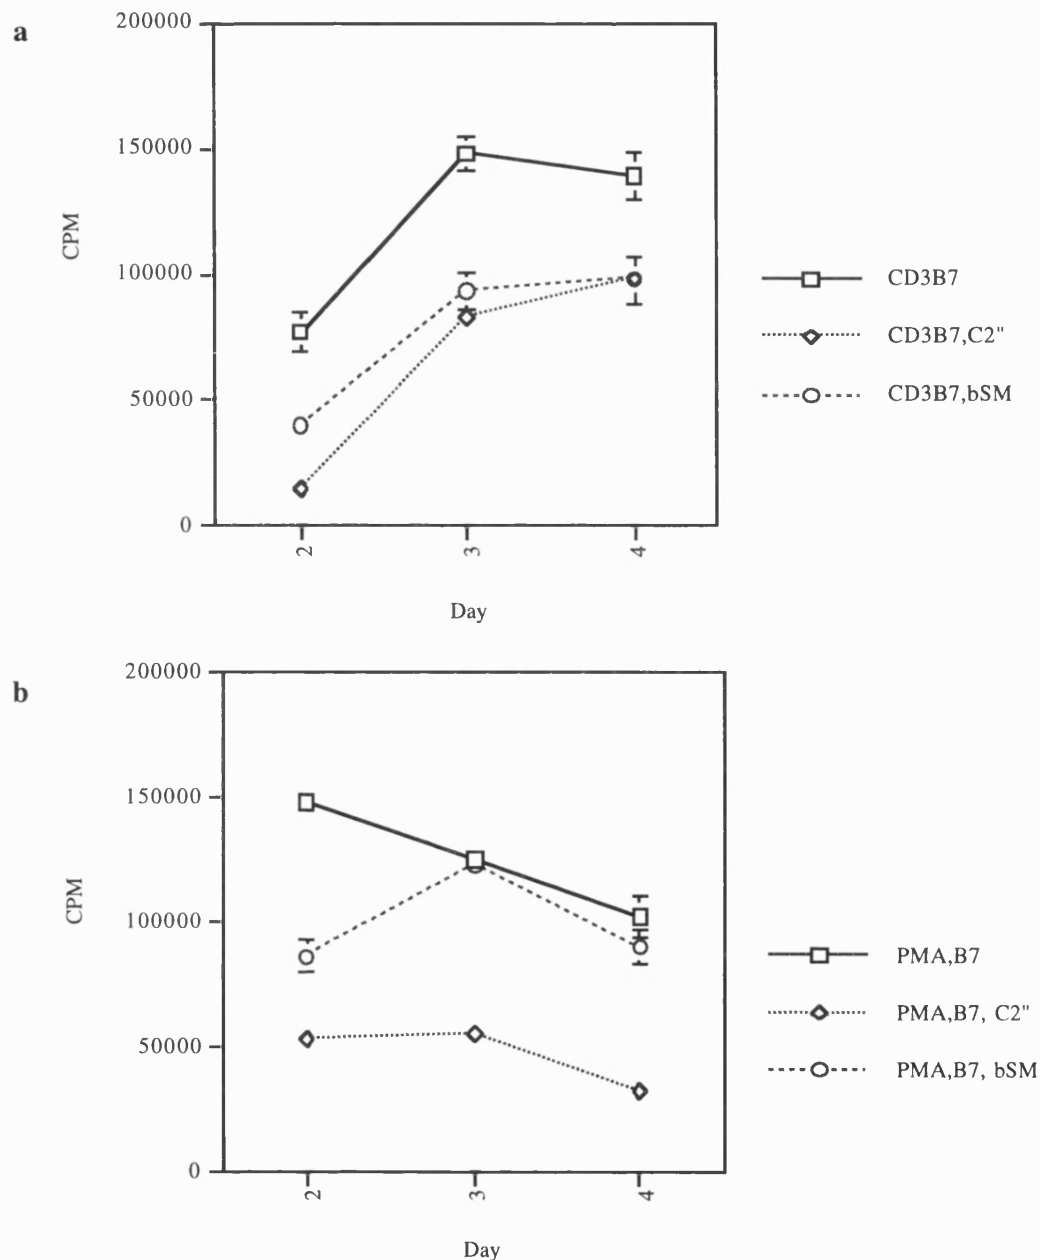 a
200000
150000
100000
50000
0
CPM
2
3
4
Day
CD3B7
CD3B7,C2"
CD3B7,bSM
b
200000
150000
100000
50000
0
CPM
2
3
4
Day
PMA,B7
PMA,B7, C2"
PMA,B7, bSM